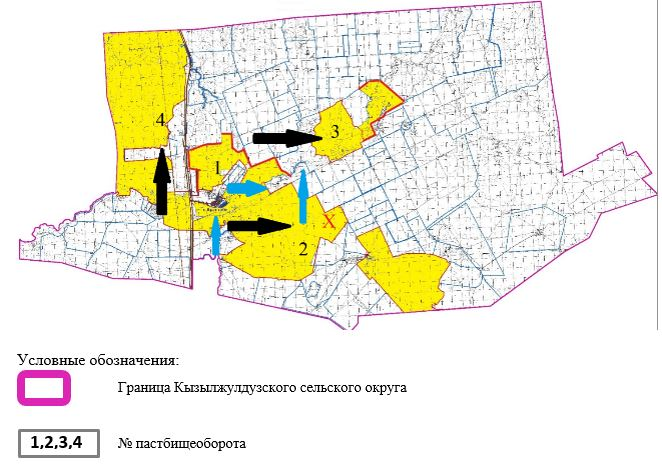 4
3
1
X
2
Условные обозначения:
Граница Кызылжулдузского сельского округа
1,2,3,4
№ пастбищеоборота